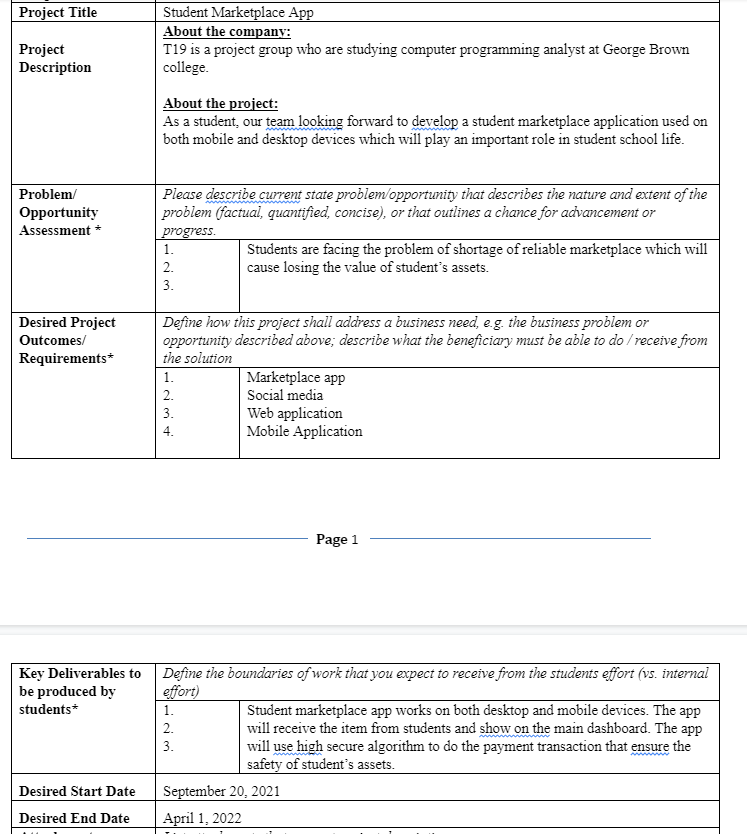 Project Title Student Marketplace App
About the company:
Project Description
T19 is a project group who are studying computer programming analyst at George Brown
college.
About the project:
As a student, our team looking forward to develop a student marketplace application used on
both mobile and desktop devices which will play an important role in student school life.
Problem/
Opportunity
Assessment *
Please describe current state problem/opportunity that describes the nature and extent of the
problem (factual, quantified, concise), or that outlines a chance for advancement or
progress.
1. Students are facing the problem of shortage of reliable marketplace which will
2. cause losing the value of student's assets.
3.
Desired Project
Outcomes/
Requirements*
Define how this project shall address a business need, e.g. the business problem or
opportunity described above; describe what the beneficiary must be able to do / receive from
the solution
1. Marketplace app
2. Social media
3. Web application
4. Mobile Application
Page 1
Key Deliverables to
be produced by
students*
Define the boundaries of work that you expect to receive from the students effort (vs. internal
effort)
1. Student marketplace app works on both desktop and mobile devices. The app
2. will receive the item from students and show on the main dashboard. The app
3. will use high secure algorithm to do the payment transaction that ensure the
safety of student's assets.
Desired Start Date September 20, 2021
Desired End Date April 1, 2022